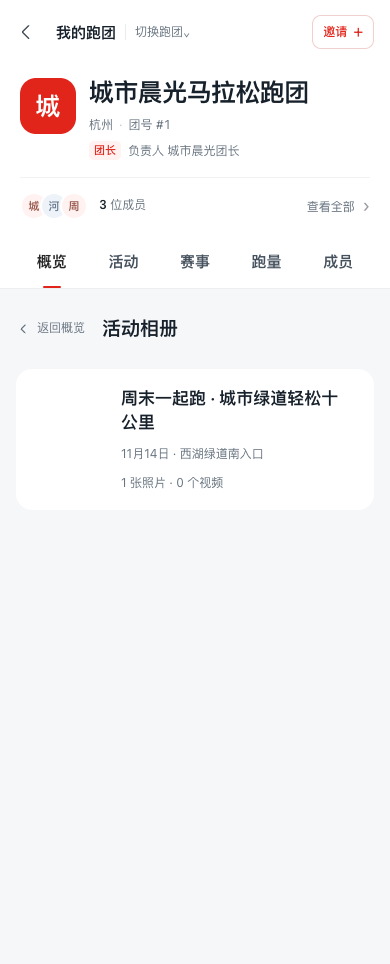 我的跑团 切换跑团
邀请 +
城
城市晨光马拉松跑团
杭州 · 团号 #1
团长 负责人 城市晨光团长
城 河 周 3 位成员 查看全部
概览 活动 赛事 跑量 成员
返回概览 活动相册
周末一起跑 · 城市绿道轻松十
公里
11月14日 · 西湖绿道南入口
1 张照片 · 0 个视频